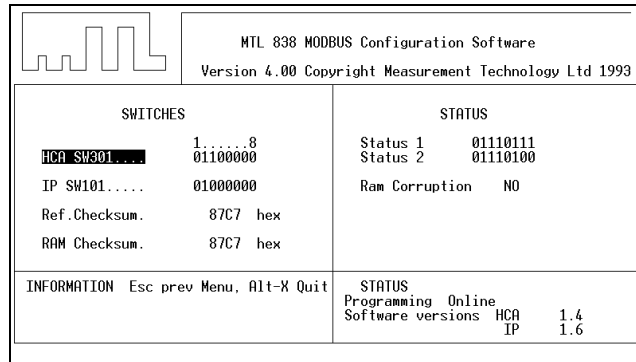 MTL 838 MODBUS Configuration Software
Version 4.00 Copyright Measurement Technology Ltd 1993
SWITCHES
1......8
HCA SW301.... 01100000
IP SW101..... 01000000
Ref.Checksum. 87C7 hex
RAM Checksum. 87C7 hex
STATUS
Status 1 01110111
Status 2 01110100
Ram Corruption NO
INFORMATION Esc prev Menu, Alt-X Quit
STATUS
Programming Online
Software versions HCA 1.4
IP 1.6